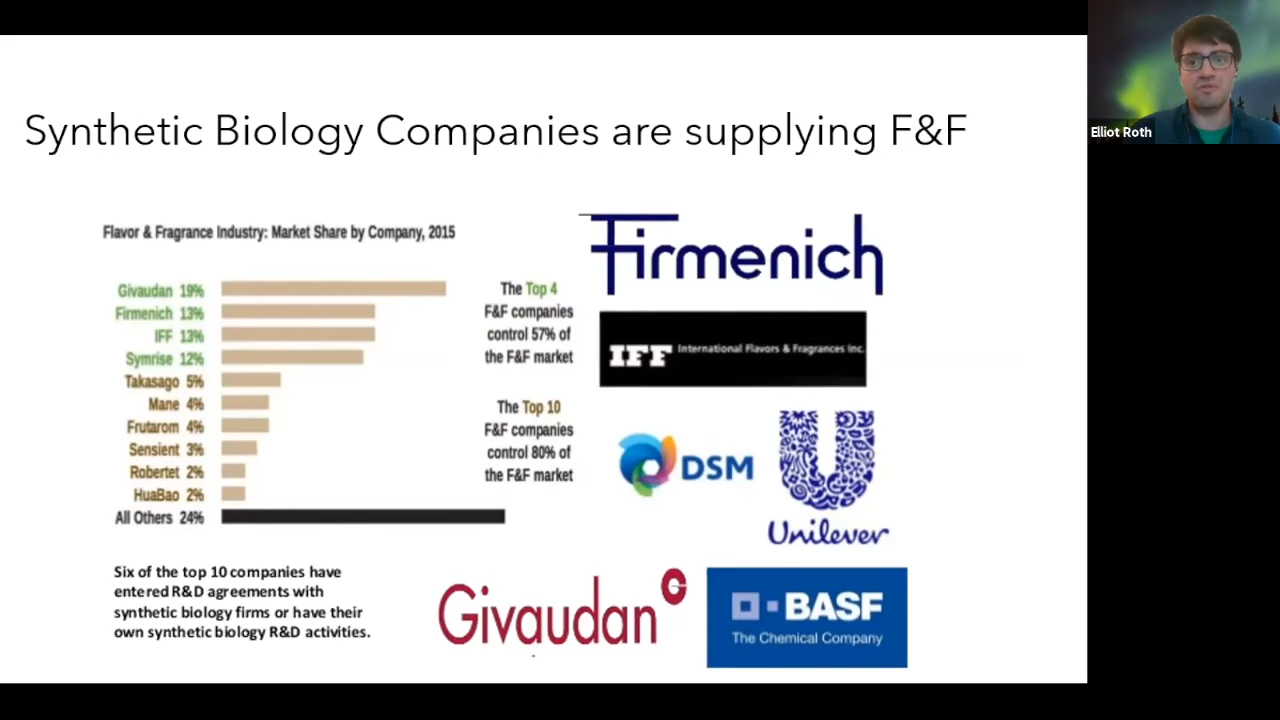 Synthetic Biology Companies are supplying F&F
Elliot Roth
Flavor & Fragrance Industry: Market Share by Company, 2015
Givaudan 19%
Firmenich 13%
IFF 13%
Symrise 12%
Takasago 5%
Mane 4%
Frutarom 4%
Sensient 3%
Robertet 2%
HuaBao 2%
All Others 24%
The Top 4
F&F companies
control 57% of
the F&F market
The Top 10
F&F companies
control 80% of
the F&F market
Six of the top 10 companies have
entered R&D agreements with
synthetic biology firms or have their
own synthetic biology R&D activities.
Firmenich
IFF International Flavors & Fragrances Inc.
DSM
Unilever
Givaudan
BASF
The Chemical Company